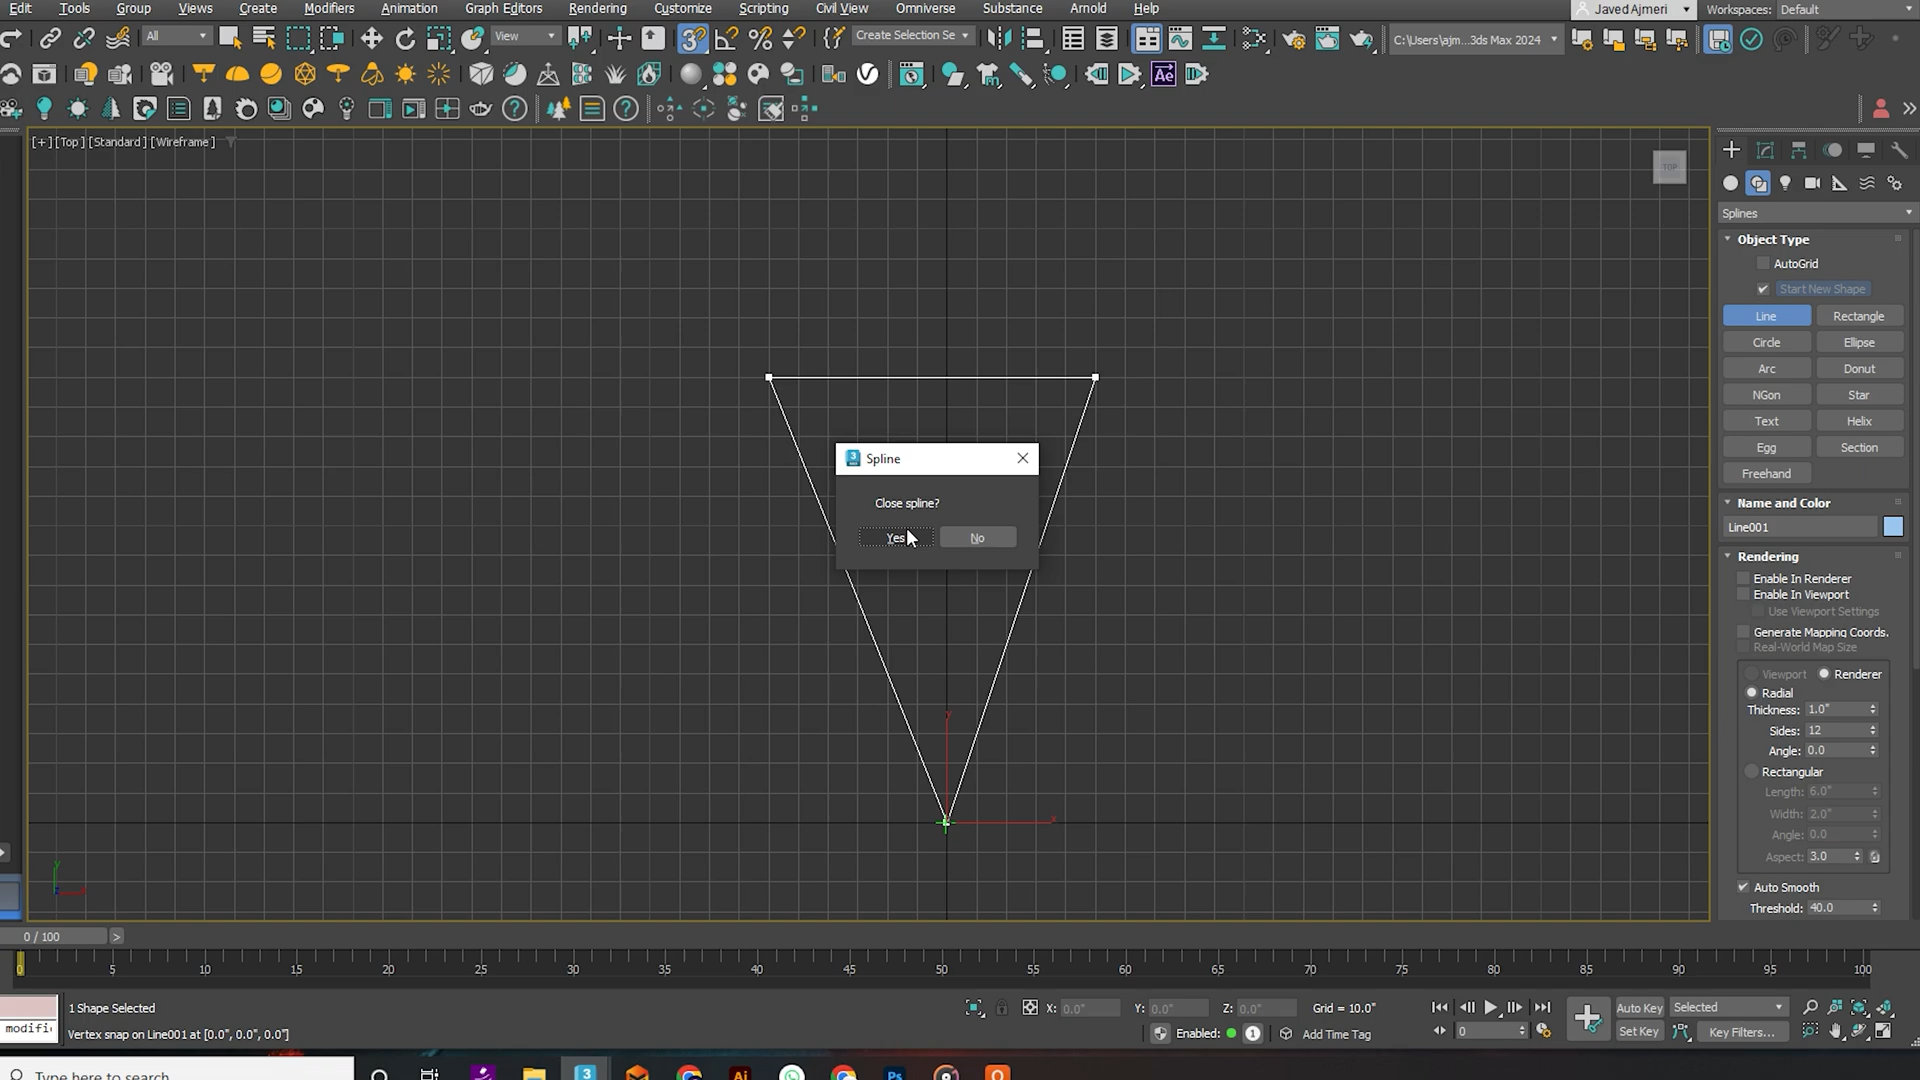 Edit Tools Group Views Create Modifiers Animation Graph Editors Rendering Customize Scripting Civil View Omniverse Substance Arnold Help Javed Ajmeri Workspaces: Default
All View Create Selection Se C:\Users\ajm...3ds Max 2024
Ae
[+] [Top ] [Standard ] [Wireframe ]
TOP
Splines
Object Type
AutoGrid
Start New Shape
Line Rectangle
Circle Ellipse
Arc Donut
NGon Star
Text Helix
Egg Section
Freehand
Name and Color
Line001
Rendering
Enable In Renderer
Enable In Viewport
Use Viewport Settings
Generate Mapping Coords.
Real-World Map Size
Viewport Renderer
Radial
Thickness: 1.0"
Sides: 12
Angle: 0.0
Rectangular
Length: 6.0"
Width: 2.0"
Angle: 0.0
Aspect: 3.0
Auto Smooth
Threshold: 40.0
Spline
Close spline?
Yes No
y
x
y
0 / 100 >
0 5 10 15 20 25 30 35 40 45 50 55 60 65 70 75 80 85 90 95 100
1 Shape Selected X: 0.0" Y: 0.0" Z: 0.0" Grid = 10.0" Auto Key Selected
modifi Vertex snap on Line001 at [0.0", 0.0", 0.0"] Enabled: 1 Add Time Tag 0 Set Key Key Filters...
Type here to search 3 Ai Ps